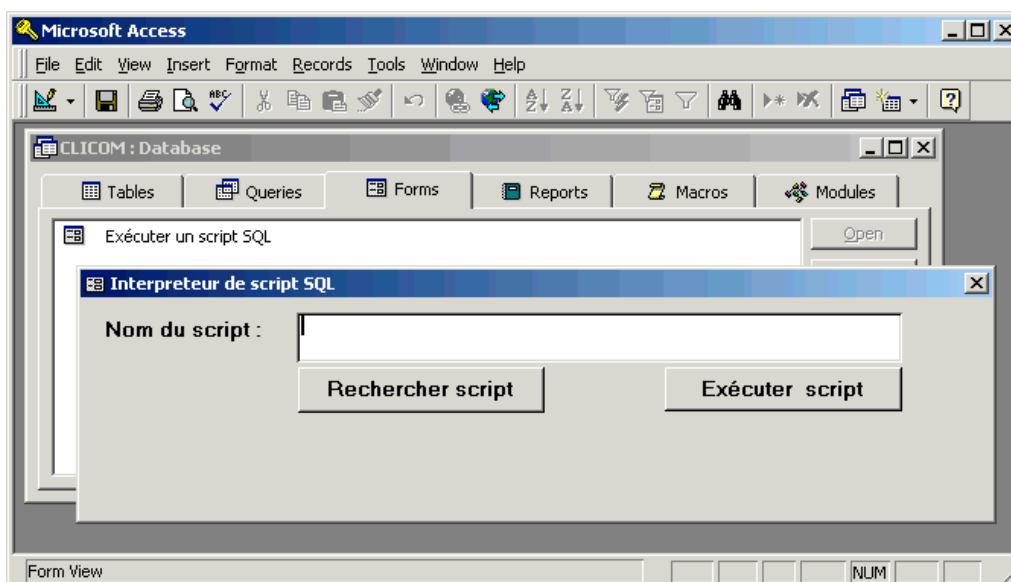 Microsoft Access
File Edit View Insert Format Records Tools Window Help
CLICOM : Database
Tables Queries Forms Reports Macros Modules
Exécuter un script SQL
Open
Interpreteur de script SQL
Nom du script :
Rechercher script Exécuter script
Form View NUM